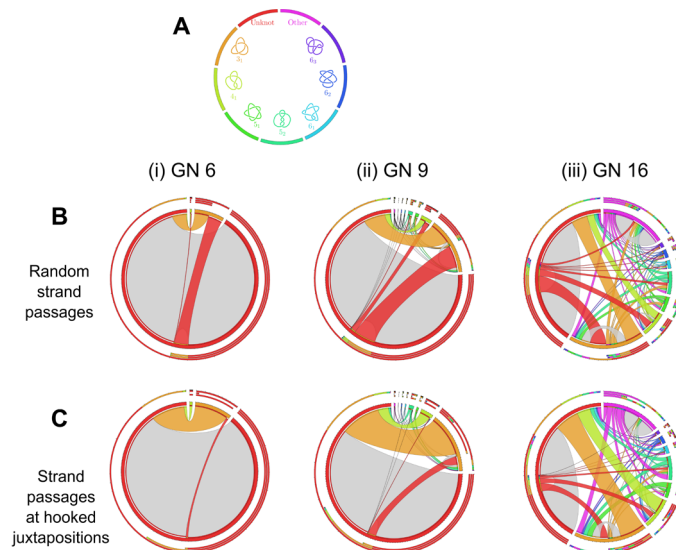 A
Unknot Other
3₁ 6₃
4₁ 6₂
5₁ 5₂ 6₁
(i) GN 6 (ii) GN 9 (iii) GN 16
B
Random
strand
passages
C
Strand
passages
at hooked
juxtapositions